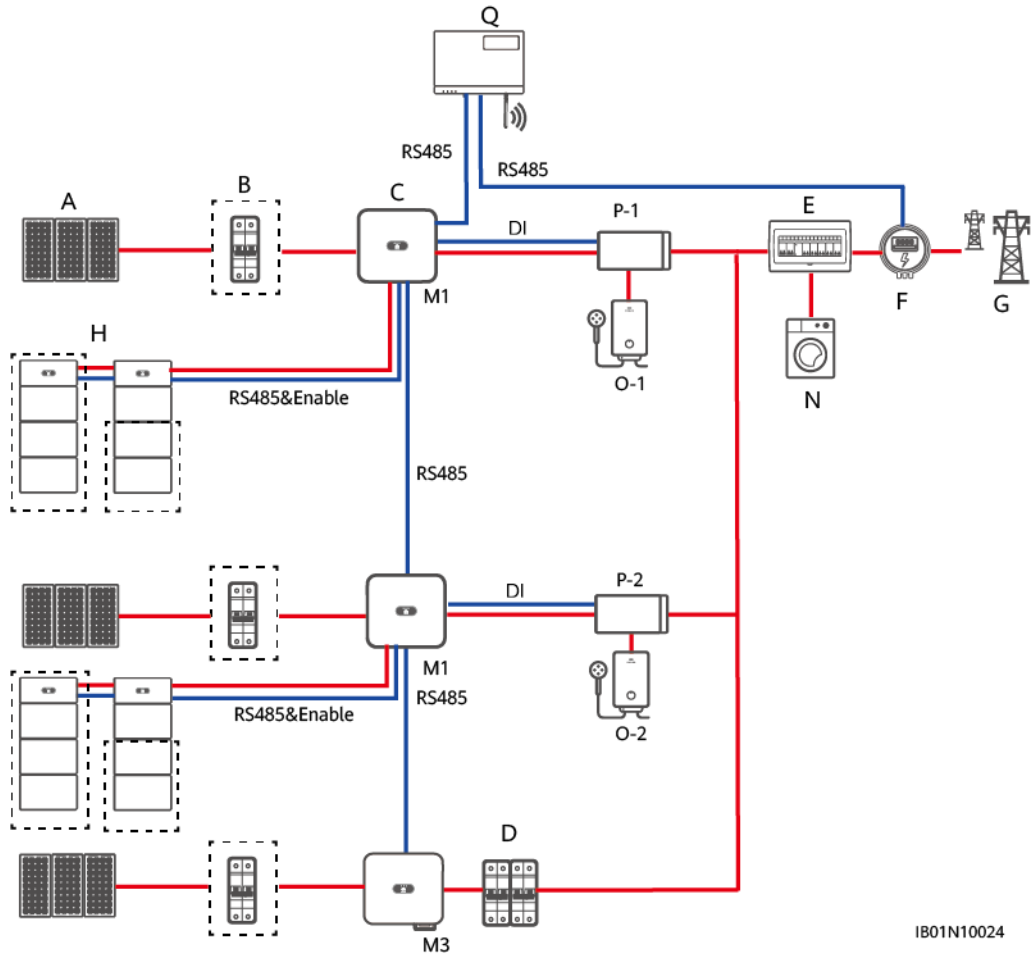 Q
RS485
RS485
A
B
C
P-1
E
DI
M1
F
G
H
O-1
N
RS485&Enable
RS485
P-2
DI
M1
RS485
RS485&Enable
O-2
D
M3
IB01N10024